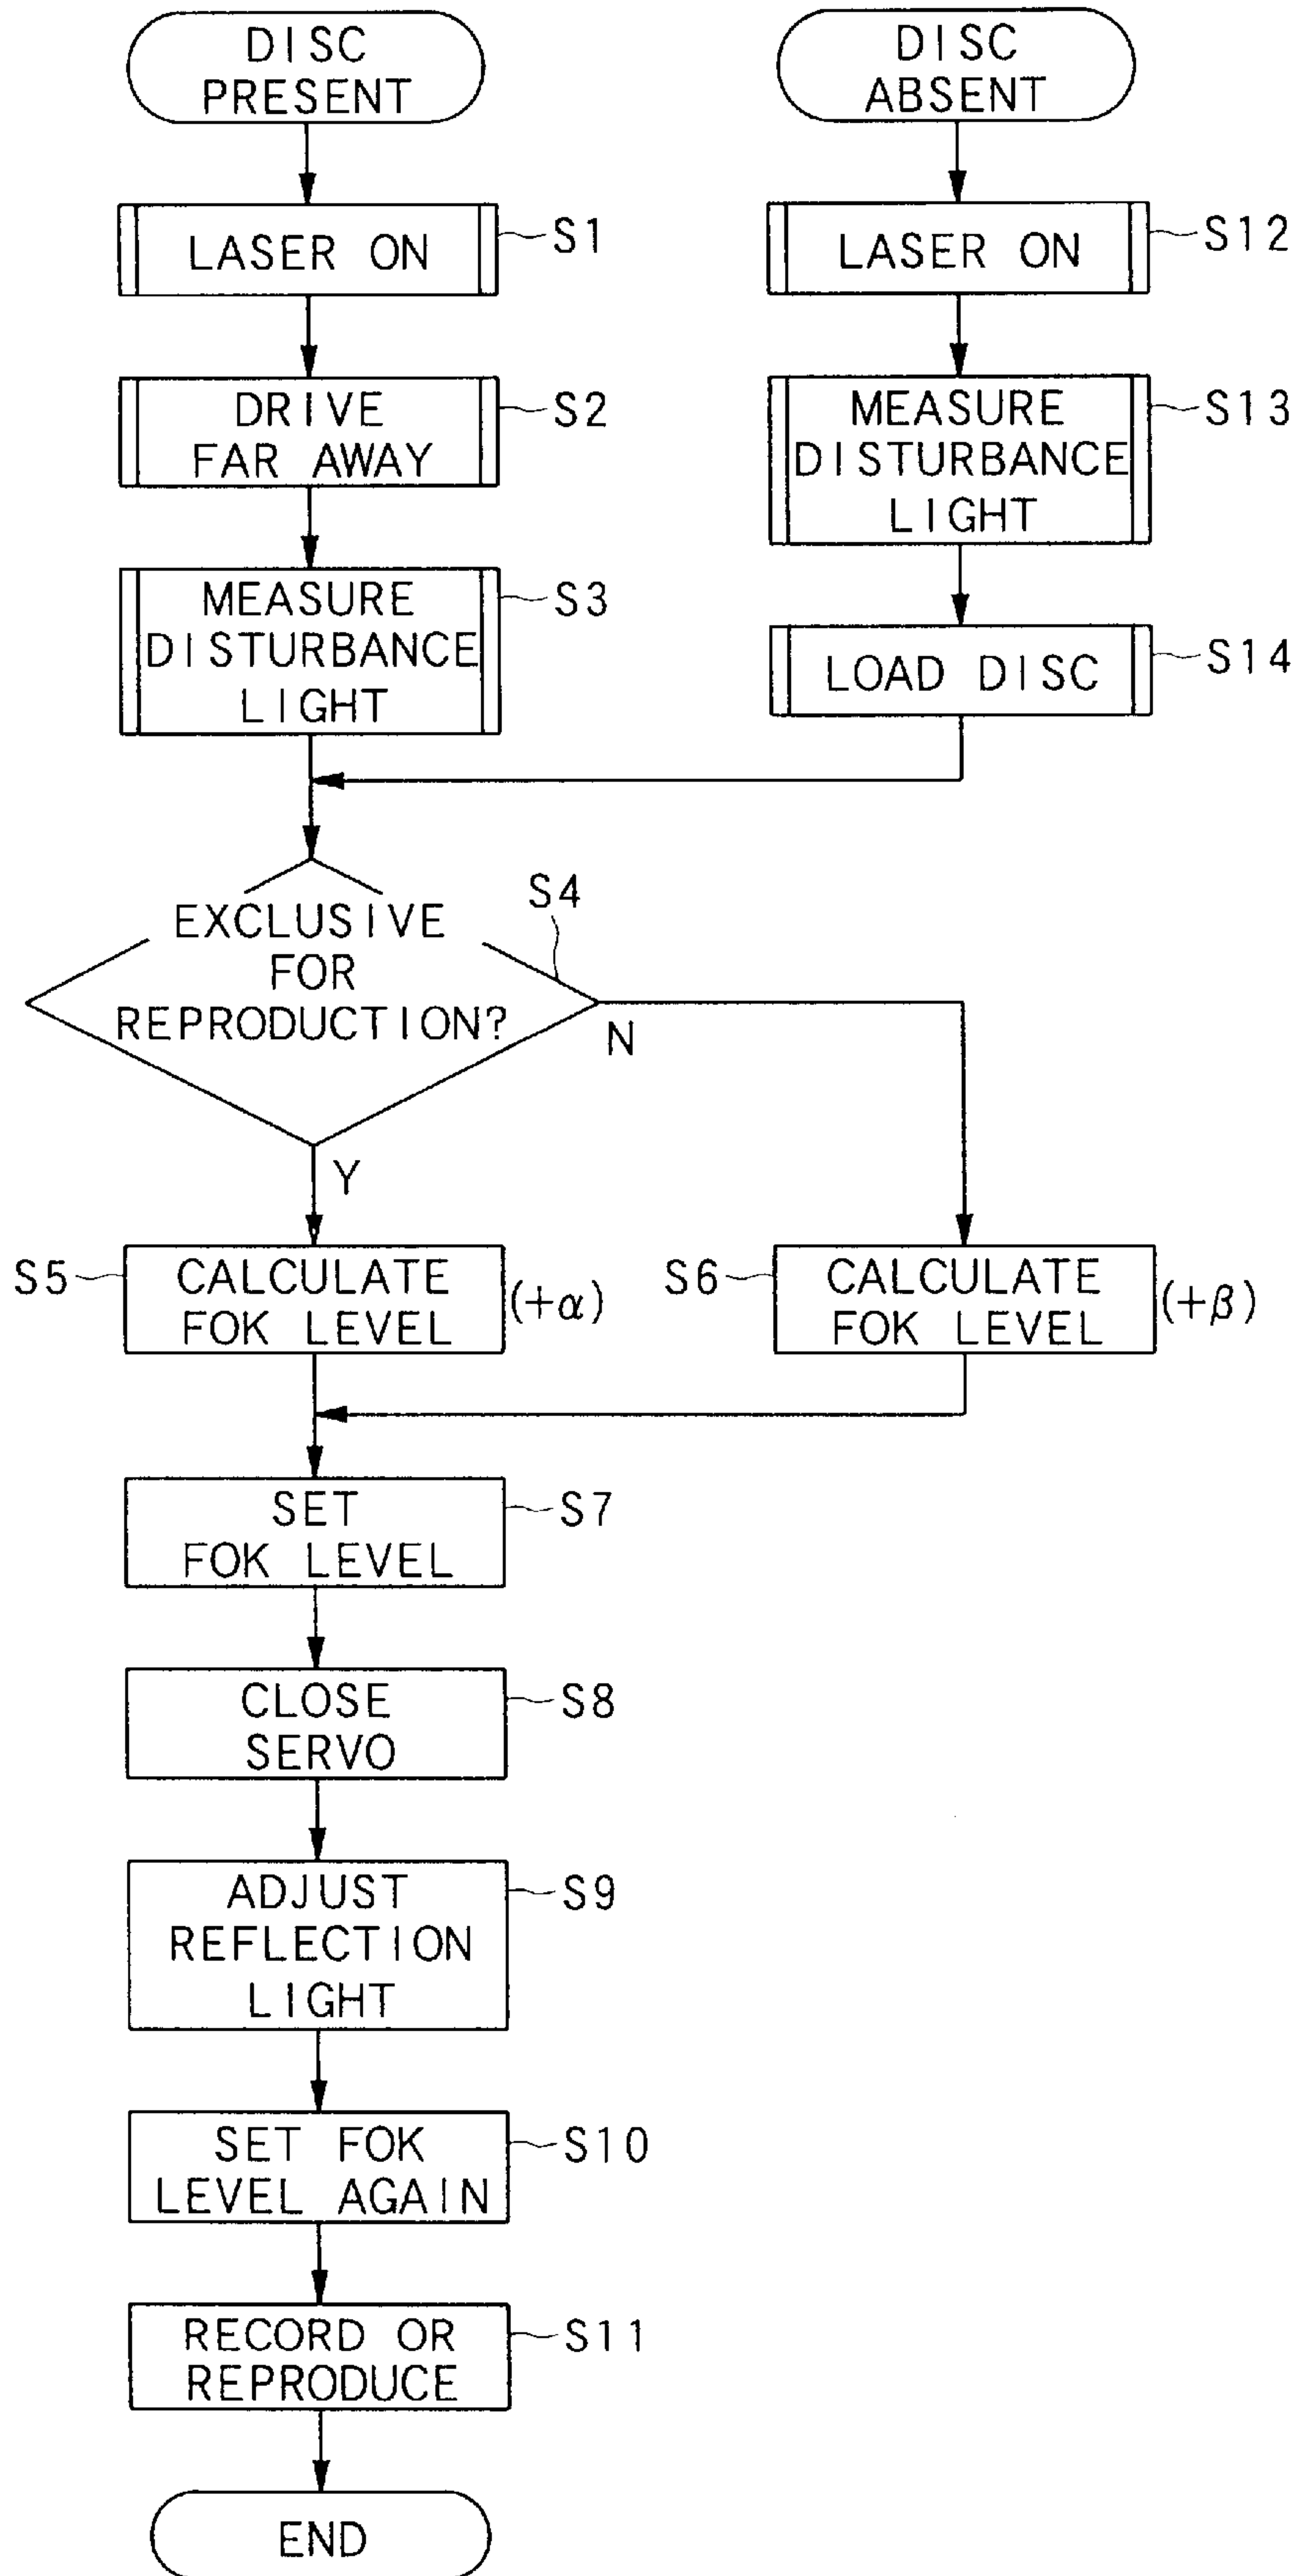 DISC
PRESENT
LASER ON
S1
DRIVE
FAR AWAY
S2
MEASURE
DISTURBANCE
LIGHT
S3
DISC
ABSENT
LASER ON
S12
MEASURE
DISTURBANCE
LIGHT
S13
LOAD DISC
S14
EXCLUSIVE
FOR
REPRODUCTION?
S4
N
Y
S5
CALCULATE
FOK LEVEL
(+α)
S6
CALCULATE
FOK LEVEL
(+β)
SET
FOK LEVEL
S7
CLOSE
SERVO
S8
ADJUST
REFLECTION
LIGHT
S9
SET FOK
LEVEL AGAIN
S10
RECORD OR
REPRODUCE
S11
END